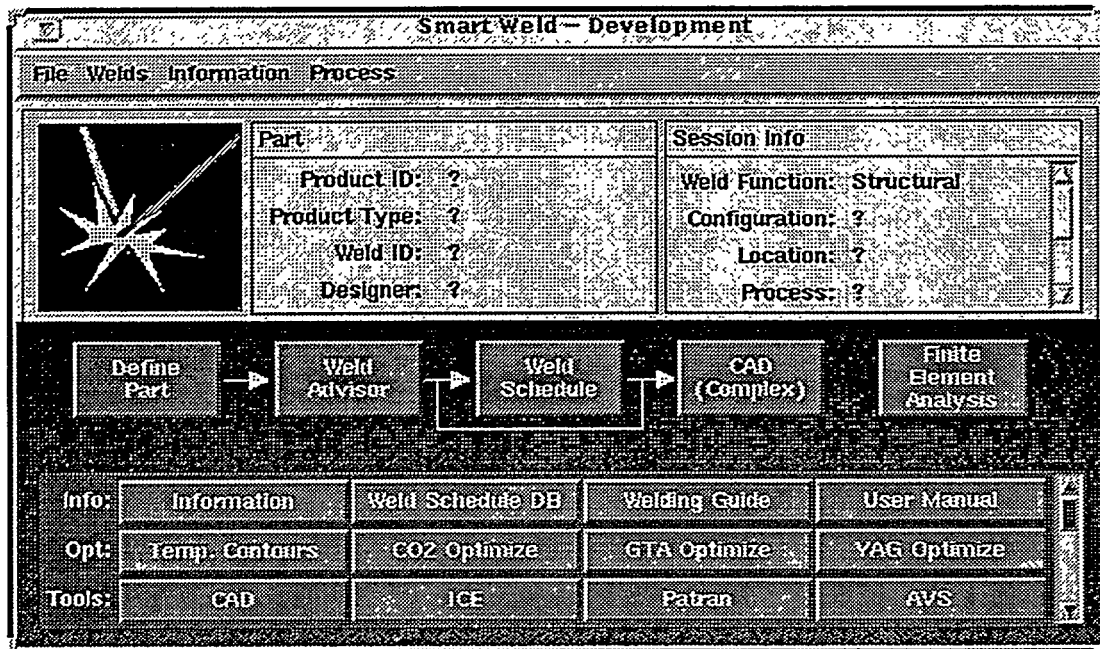 Smart Weld — Development
File Welds Information Process
Part
Product ID: ?
Product Type: ?
Weld ID: ?
Designer: ?
Session Info
Weld Function: Structural
Configuration: ?
Location: ?
Process: ?
Define
Part
Weld
Advisor
Weld
Schedule
CAD
(Complex)
Finite
Element
Analysis
Info: Information Weld Schedule DB Welding Guide User Manual
Opt: Temp. Contours CO2 Optimize GTA Optimize YAG Optimize
Tools: CAD ICE Patran AVS